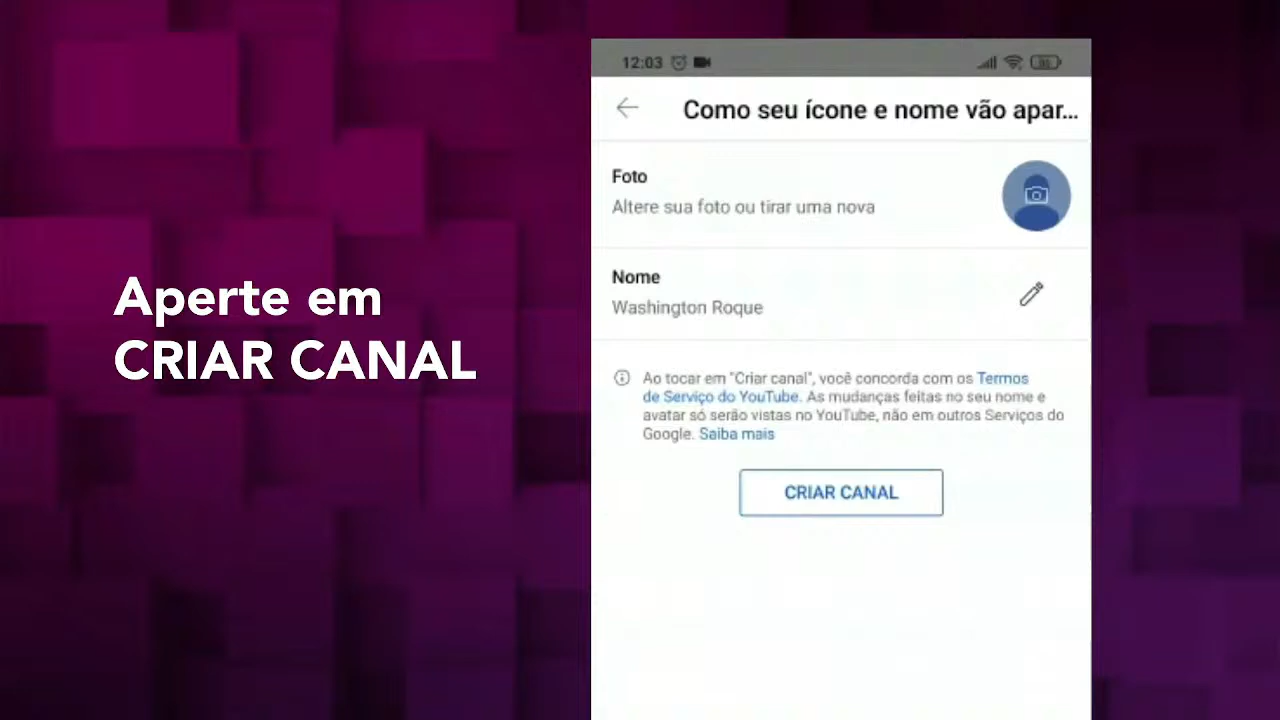 Aperte em
CRIAR CANAL
12:03
Como seu ícone e nome vão apar...
Foto
Altere sua foto ou tirar uma nova
Nome
Washington Roque
Ao tocar em "Criar canal", você concorda com os Termos
de Serviço do YouTube. As mudanças feitas no seu nome e
avatar só serão vistas no YouTube, não em outros Serviços do
Google. Saiba mais
CRIAR CANAL